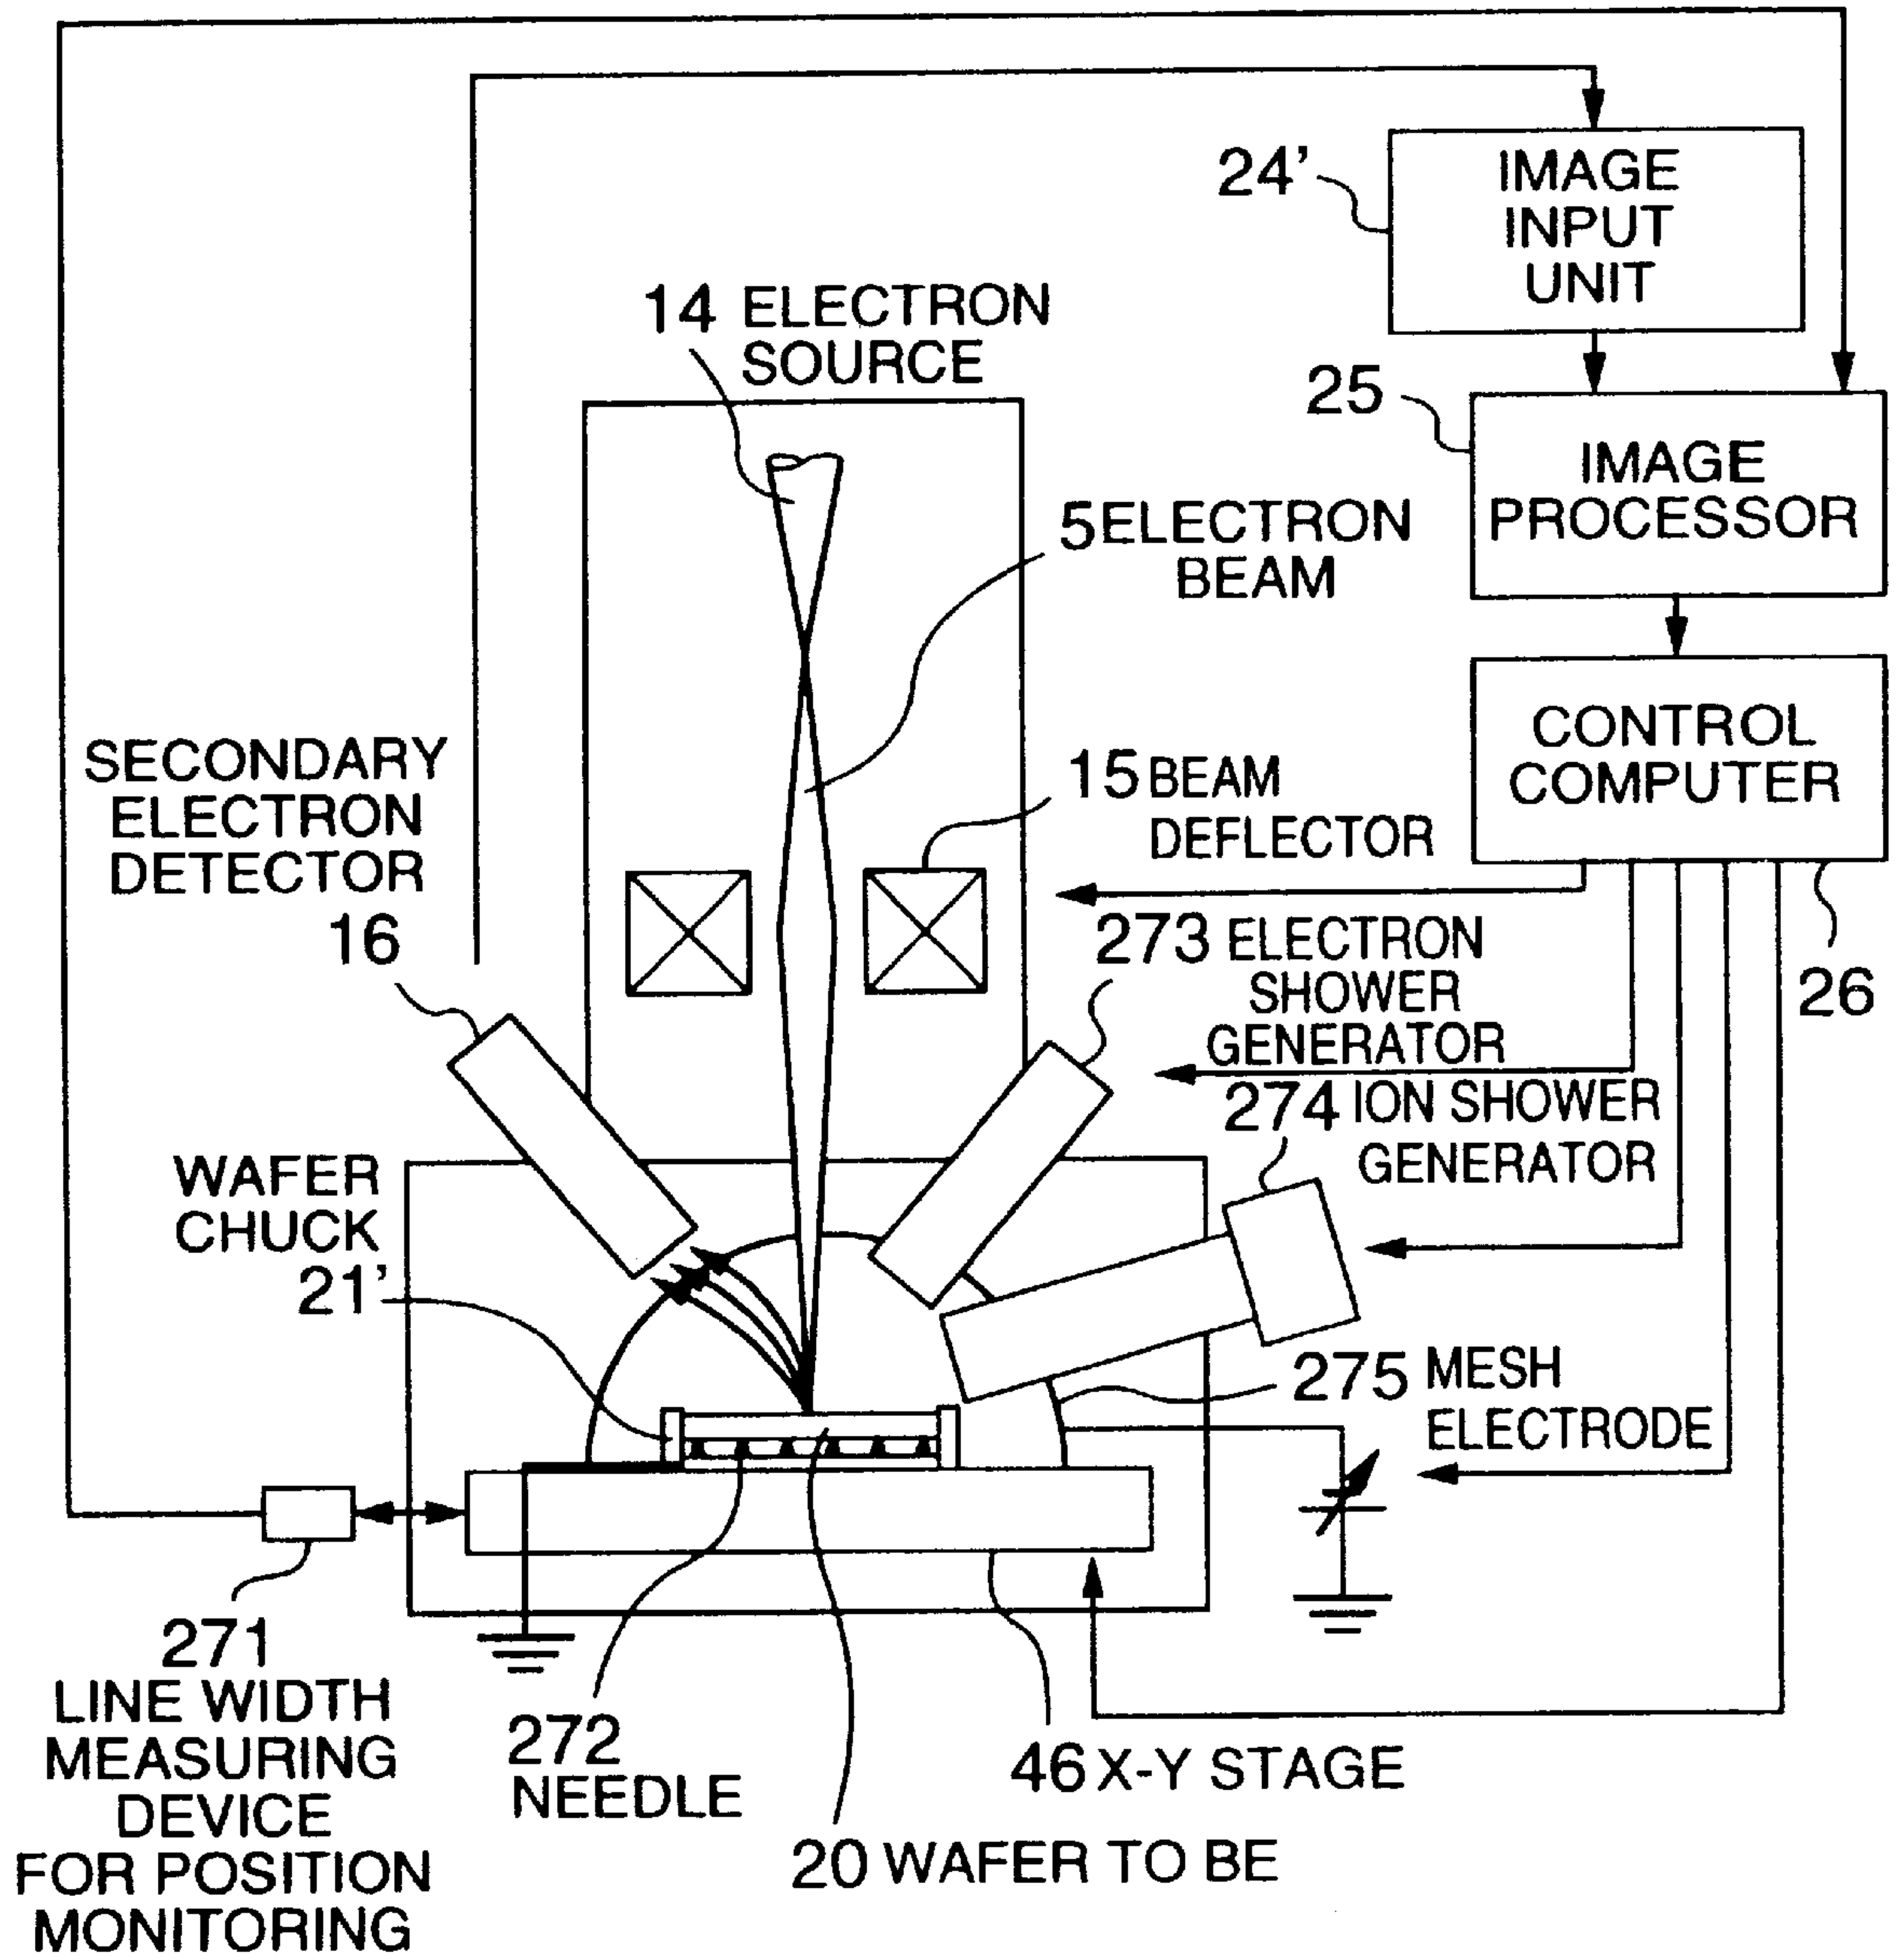 24' IMAGE
INPUT
UNIT
14 ELECTRON
SOURCE
25 IMAGE
PROCESSOR
5 ELECTRON
BEAM
CONTROL
COMPUTER
26
SECONDARY
ELECTRON
DETECTOR
16
15 BEAM
DEFLECTOR
273 ELECTRON
SHOWER
GENERATOR
274 ION SHOWER
GENERATOR
WAFER
CHUCK
21'
275 MESH
ELECTRODE
271
LINE WIDTH
MEASURING
DEVICE
FOR POSITION
MONITORING
272
NEEDLE
46 X-Y STAGE
20 WAFER TO BE